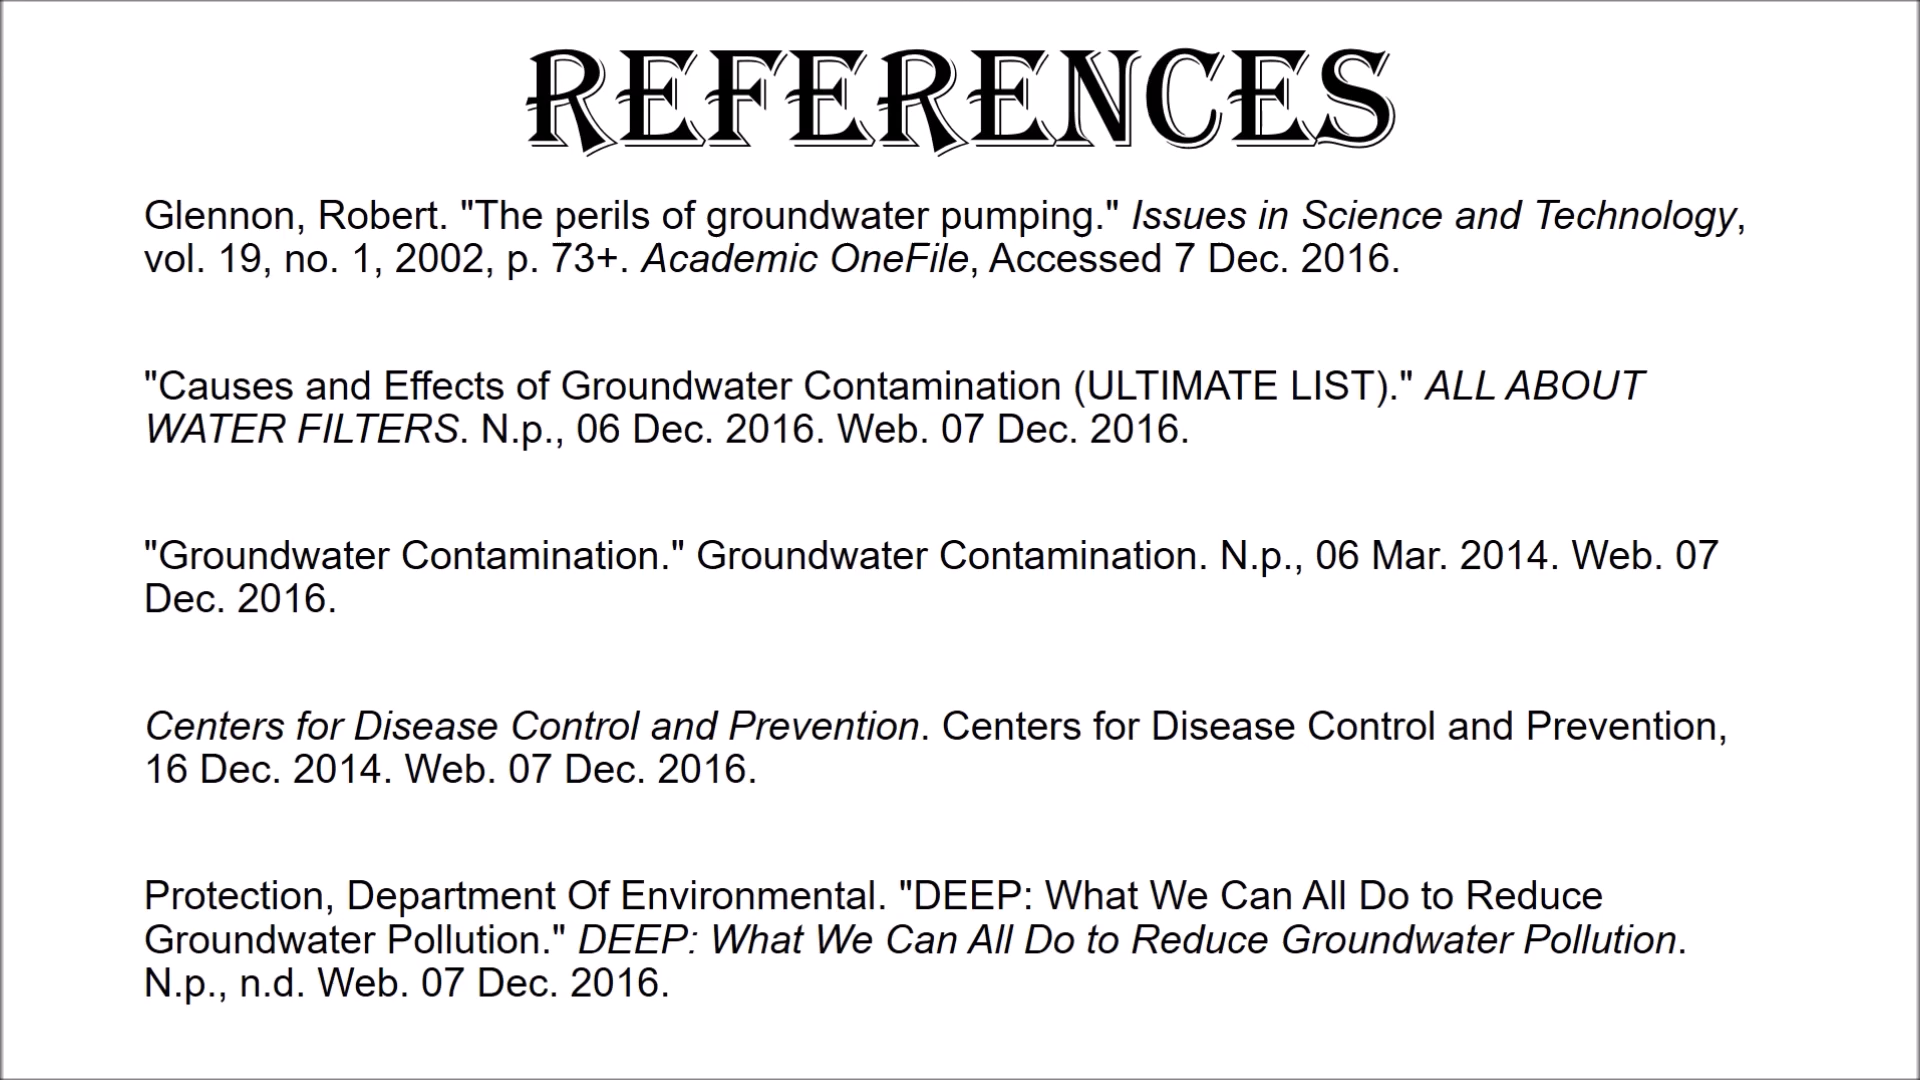 REFERENCES
Glennon, Robert. "The perils of groundwater pumping." Issues in Science and Technology,
vol. 19, no. 1, 2002, p. 73+. Academic OneFile, Accessed 7 Dec. 2016.
"Causes and Effects of Groundwater Contamination (ULTIMATE LIST)." ALL ABOUT
WATER FILTERS. N.p., 06 Dec. 2016. Web. 07 Dec. 2016.
"Groundwater Contamination." Groundwater Contamination. N.p., 06 Mar. 2014. Web. 07
Dec. 2016.
Centers for Disease Control and Prevention. Centers for Disease Control and Prevention,
16 Dec. 2014. Web. 07 Dec. 2016.
Protection, Department Of Environmental. "DEEP: What We Can All Do to Reduce
Groundwater Pollution." DEEP: What We Can All Do to Reduce Groundwater Pollution.
N.p., n.d. Web. 07 Dec. 2016.